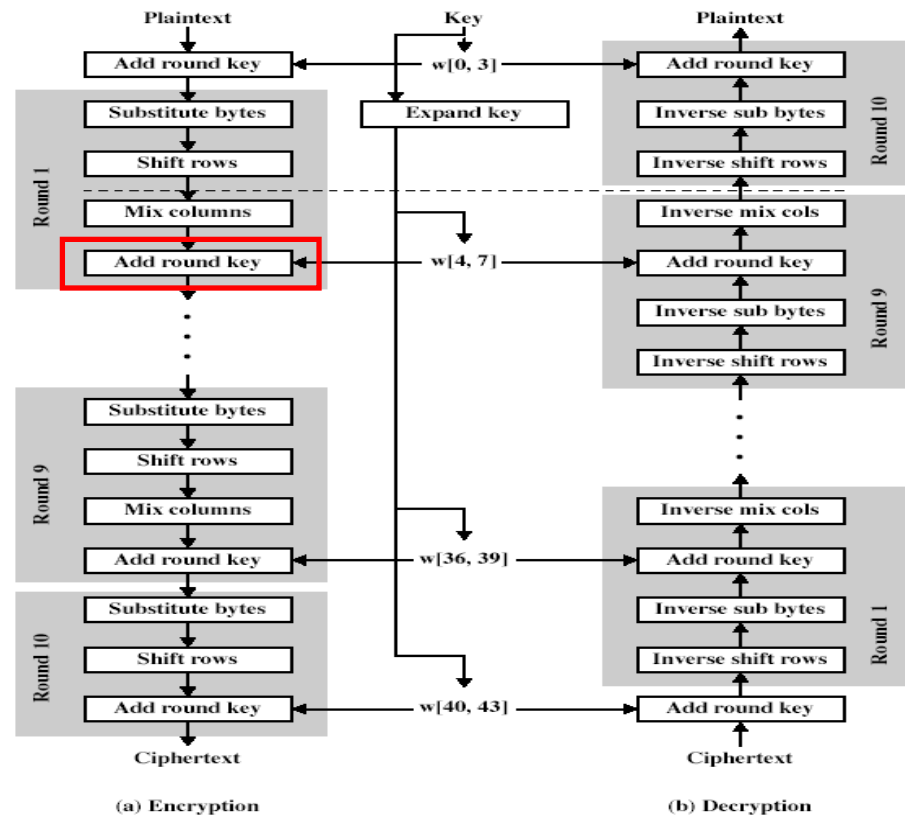 Plaintext
Add round key
Round 1
Substitute bytes
Shift rows
Mix columns
Add round key
Round 9
Substitute bytes
Shift rows
Mix columns
Add round key
Round 10
Substitute bytes
Shift rows
Add round key
Ciphertext
(a) Encryption
Key
w[0, 3]
Expand key
w[4, 7]
w[36, 39]
w[40, 43]
Plaintext
Add round key
Inverse sub bytes
Inverse shift rows
Round 10
Inverse mix cols
Add round key
Inverse sub bytes
Inverse shift rows
Round 9
Inverse mix cols
Add round key
Inverse sub bytes
Inverse shift rows
Round 1
Add round key
Ciphertext
(b) Decryption